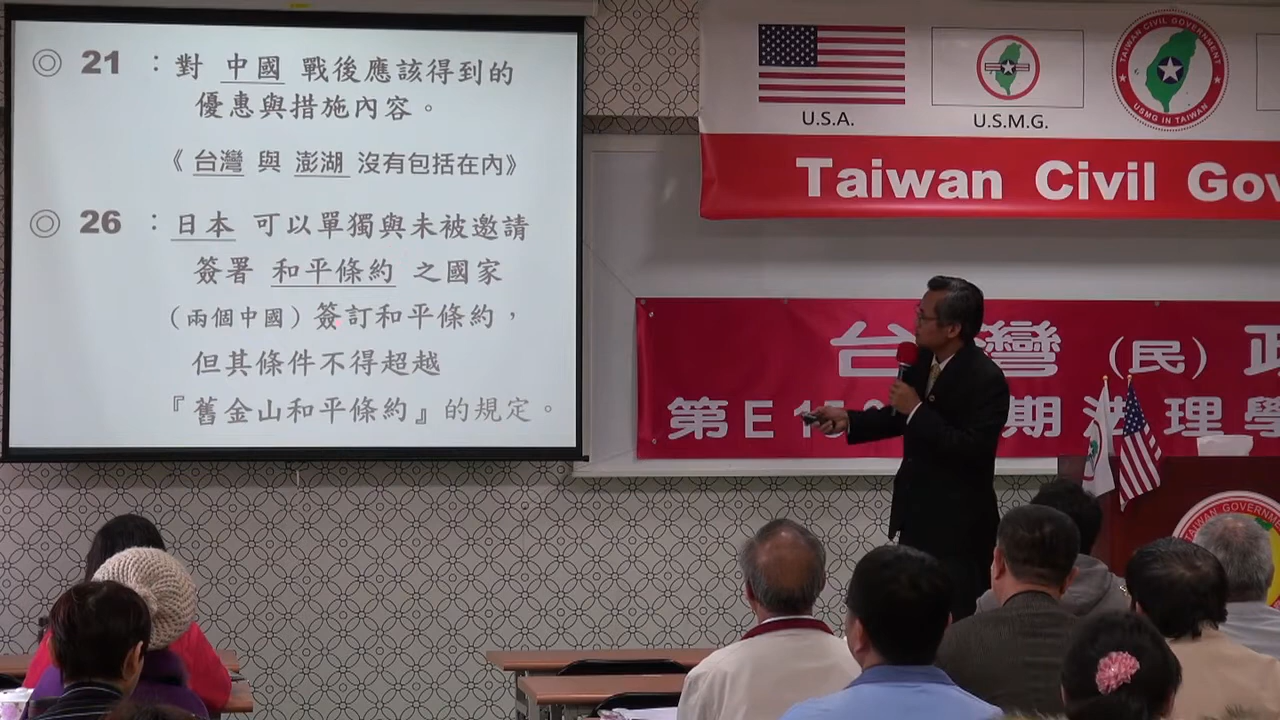 ◎ 21 ：對 中國 戰後應該得到的
優惠與措施內容。
《 台灣 與 澎湖 沒有包括在內》
◎ 26 ：日本 可以單獨與未被邀請
簽署 和平條約 之國家
(兩個中國) 簽訂和平條約，
但其條件不得超越
『舊金山和平條約』的規定。
U.S.A.
U.S.M.G.
TAIWAN CIVIL GOVERNMENT
USMG IN TAIWAN
Taiwan Civil Gov
台灣 (民) 政
第E 15
期法理學
TAIWAN GOVERNM